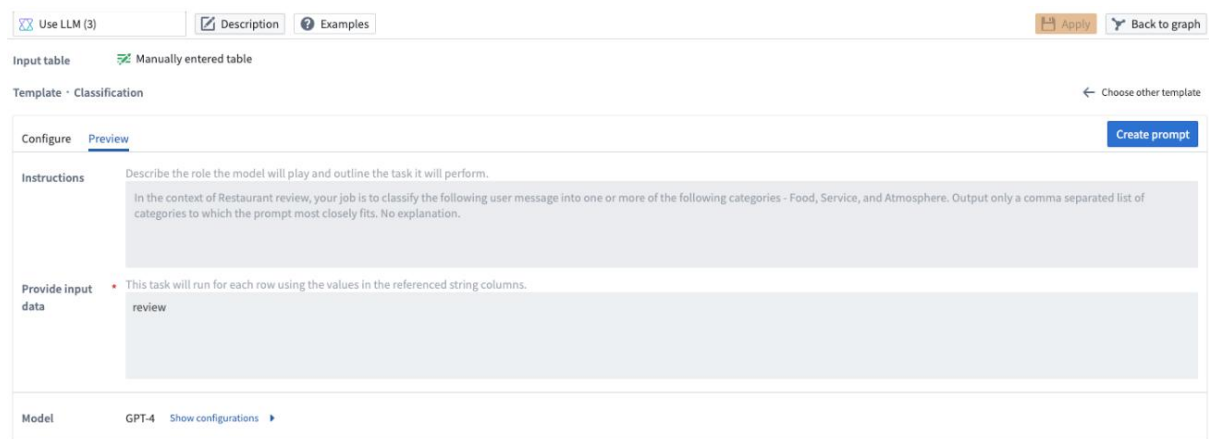 Use LLM (3) Description Examples Apply Back to graph
Input table Manually entered table
Template · Classification Choose other template
Configure Preview Create prompt
Instructions Describe the role the model will play and outline the task it will perform.
In the context of Restaurant review, your job is to classify the following user message into one or more of the following categories - Food, Service, and Atmosphere. Output only a comma separated list of
categories to which the prompt most closely fits. No explanation.
Provide input data * This task will run for each row using the values in the referenced string columns.
review
Model GPT-4 Show configurations